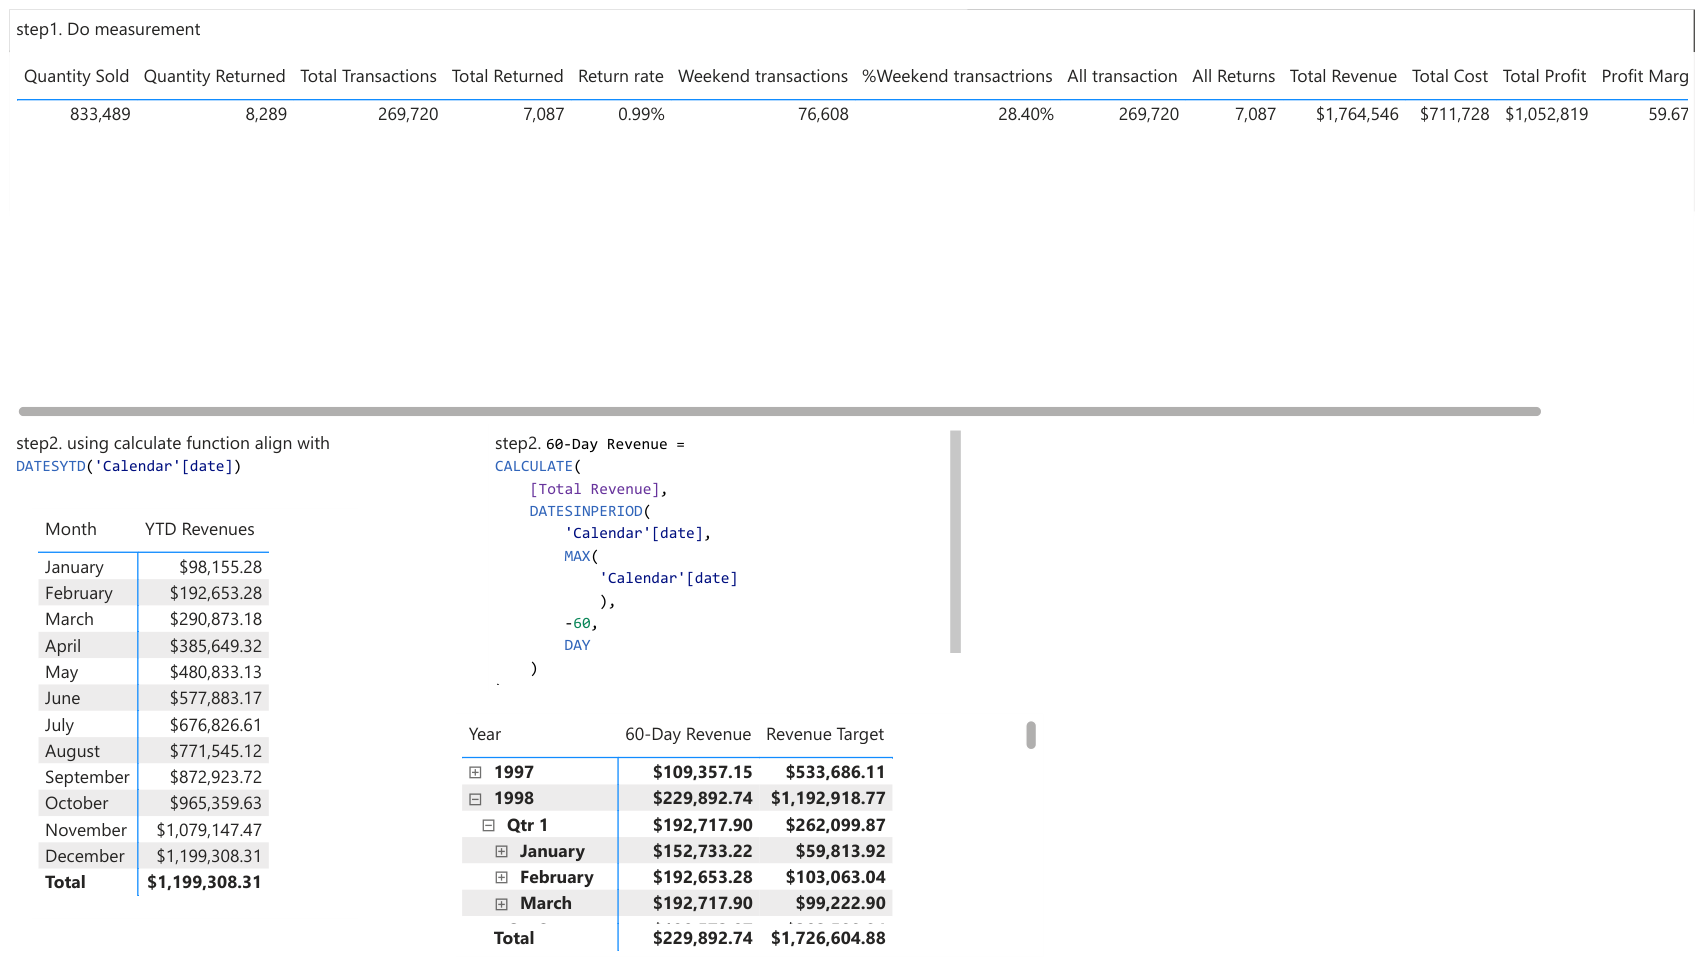 step1. Do measurement
Quantity Sold Quantity Returned Total Transactions Total Returned Return rate Weekend transactions %Weekend transactrions All transaction All Returns Total Revenue Total Cost Total Profit Profit Marg
833,489 8,289 269,720 7,087 0.99% 76,608 28.40% 269,720 7,087 $1,764,546 $711,728 $1,052,819 59.67
step2. using calculate function align with
DATESYTD('Calendar'[date])
Month YTD Revenues
January $98,155.28
February $192,653.28
March $290,873.18
April $385,649.32
May $480,833.13
June $577,883.17
July $676,826.61
August $771,545.12
September $872,923.72
October $965,359.63
November $1,079,147.47
December $1,199,308.31
Total $1,199,308.31
step2. 60-Day Revenue =
CALCULATE(
[Total Revenue],
DATESINPERIOD(
'Calendar'[date],
MAX(
'Calendar'[date]
),
-60,
DAY
)
Year 60-Day Revenue Revenue Target
1997 $109,357.15 $533,686.11
1998 $229,892.74 $1,192,918.77
Qtr 1 $192,717.90 $262,099.87
January $152,733.22 $59,813.92
February $192,653.28 $103,063.04
March $192,717.90 $99,222.90
Total $229,892.74 $1,726,604.88